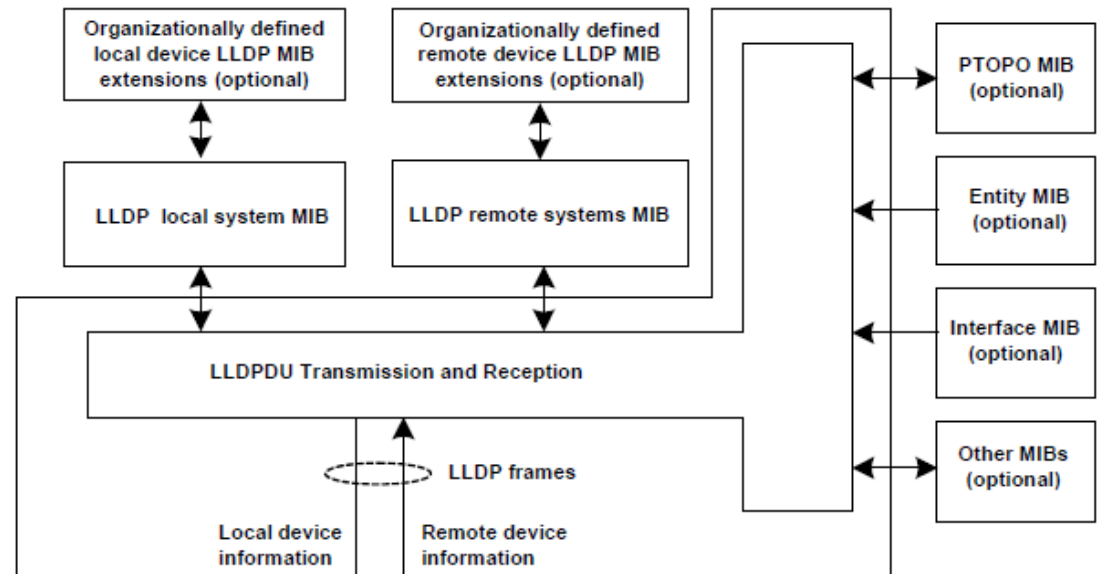 Organizationally defined
local device LLDP MIB
extensions (optional)
Organizationally defined
remote device LLDP MIB
extensions (optional)
PTOPO MIB
(optional)
LLDP local system MIB
LLDP remote systems MIB
Entity MIB
(optional)
Interface MIB
(optional)
LLDPDU Transmission and Reception
Other MIBs
(optional)
LLDP frames
Local device
information
Remote device
information